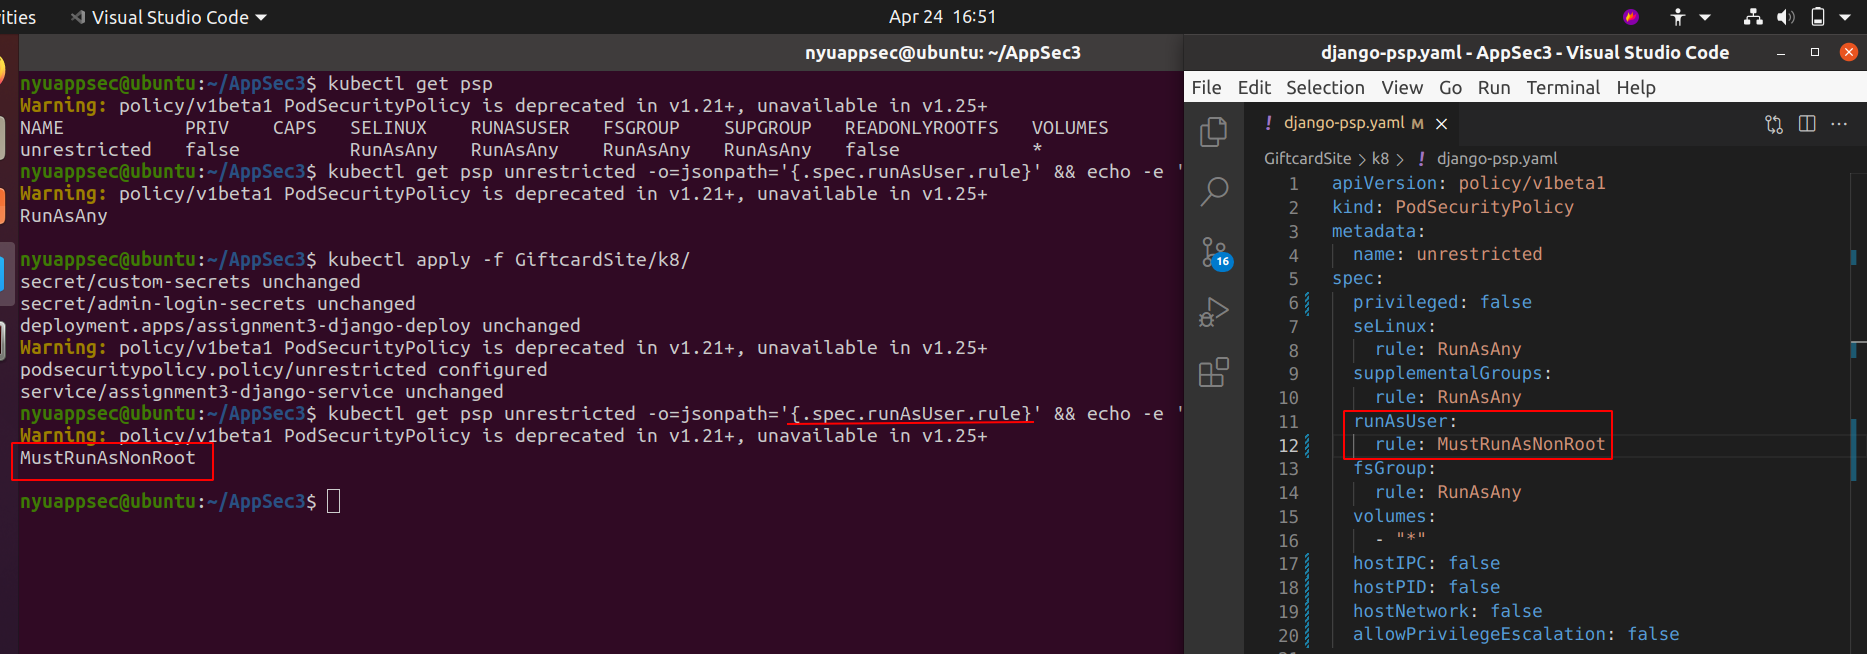 ities
Visual Studio Code
Apr 24 16:51
nyuappsec@ubuntu: ~/AppSec3
nyuappsec@ubuntu:~/AppSec3$ kubectl get psp
Warning: policy/v1beta1 PodSecurityPolicy is deprecated in v1.21+, unavailable in v1.25+
NAME PRIV CAPS SELINUX RUNASUSER FSGROUP SUPGROUP READONLYROOTFS VOLUMES
unrestricted false RunAsAny RunAsAny RunAsAny RunAsAny false *
nyuappsec@ubuntu:~/AppSec3$ kubectl get psp unrestricted -o=jsonpath='{.spec.runAsUser.rule}' && echo -e '
Warning: policy/v1beta1 PodSecurityPolicy is deprecated in v1.21+, unavailable in v1.25+
RunAsAny
nyuappsec@ubuntu:~/AppSec3$ kubectl apply -f GiftcardSite/k8/
secret/custom-secrets unchanged
secret/admin-login-secrets unchanged
deployment.apps/assignment3-django-deploy unchanged
Warning: policy/v1beta1 PodSecurityPolicy is deprecated in v1.21+, unavailable in v1.25+
podsecuritypolicy.policy/unrestricted configured
service/assignment3-django-service unchanged
nyuappsec@ubuntu:~/AppSec3$ kubectl get psp unrestricted -o=jsonpath='{.spec.runAsUser.rule}' && echo -e '
Warning: policy/v1beta1 PodSecurityPolicy is deprecated in v1.21+, unavailable in v1.25+
MustRunAsNonRoot
nyuappsec@ubuntu:~/AppSec3$
django-psp.yaml - AppSec3 - Visual Studio Code
File Edit Selection View Go Run Terminal Help
! django-psp.yaml M
GiftcardSite > k8 > ! django-psp.yaml
16
1 apiVersion: policy/v1beta1
2 kind: PodSecurityPolicy
3 metadata:
4 name: unrestricted
5 spec:
6 privileged: false
7 seLinux:
8 rule: RunAsAny
9 supplementalGroups:
10 rule: RunAsAny
11 runAsUser:
12 rule: MustRunAsNonRoot
13 fsGroup:
14 rule: RunAsAny
15 volumes:
16 - "*"
17 hostIPC: false
18 hostPID: false
19 hostNetwork: false
20 allowPrivilegeEscalation: false